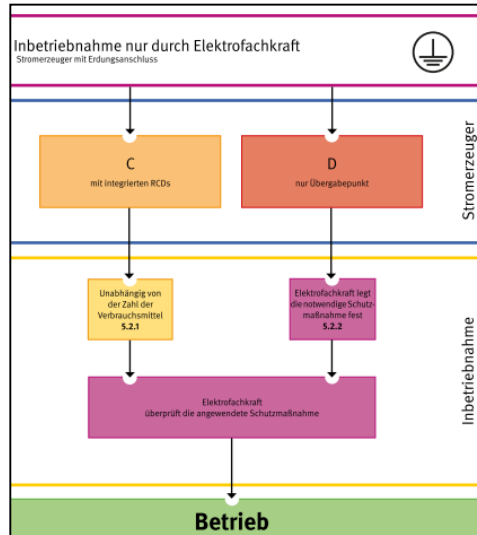 Inbetriebnahme nur durch Elektrofachkraft
Stromerzeuger mit Erdungsanschluss
C
mit integrierten RCDs
D
nur Übergabepunkt
Stromerzeuger
Unabhängig von
der Zahl der
Verbrauchsmittel
5.2.1
Elektrofachkraft legt
die notwendige Schutz-
maßnahme fest
5.2.2
Elektrofachkraft
überprüft die angewendete Schutzmaßnahme
Inbetriebnahme
Betrieb